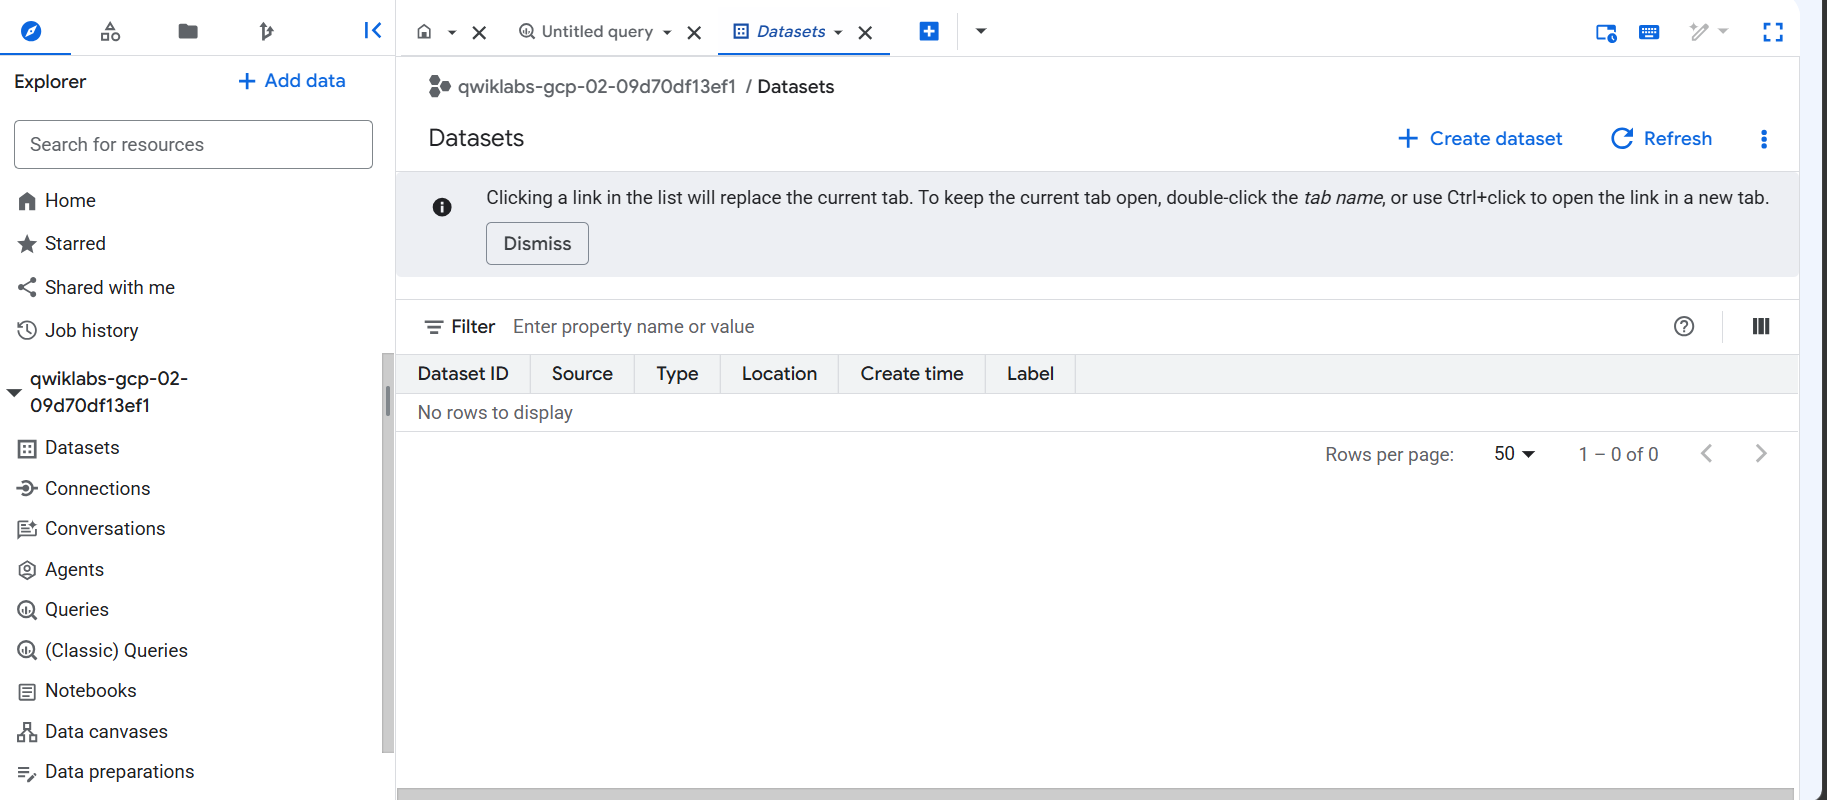 Untitled query
Datasets
Explorer
Add data
Search for resources
Home
Starred
Shared with me
Job history
qwiklabs-gcp-02-
09d70df13ef1
Datasets
Connections
Conversations
Agents
Queries
(Classic) Queries
Notebooks
Data canvases
Data preparations
qwiklabs-gcp-02-09d70df13ef1 / Datasets
Datasets
Create dataset
Refresh
Clicking a link in the list will replace the current tab. To keep the current tab open, double-click the tab name, or use Ctrl+click to open the link in a new tab.
Dismiss
Filter Enter property name or value
Dataset ID Source Type Location Create time Label
No rows to display
Rows per page: 50 1 – 0 of 0